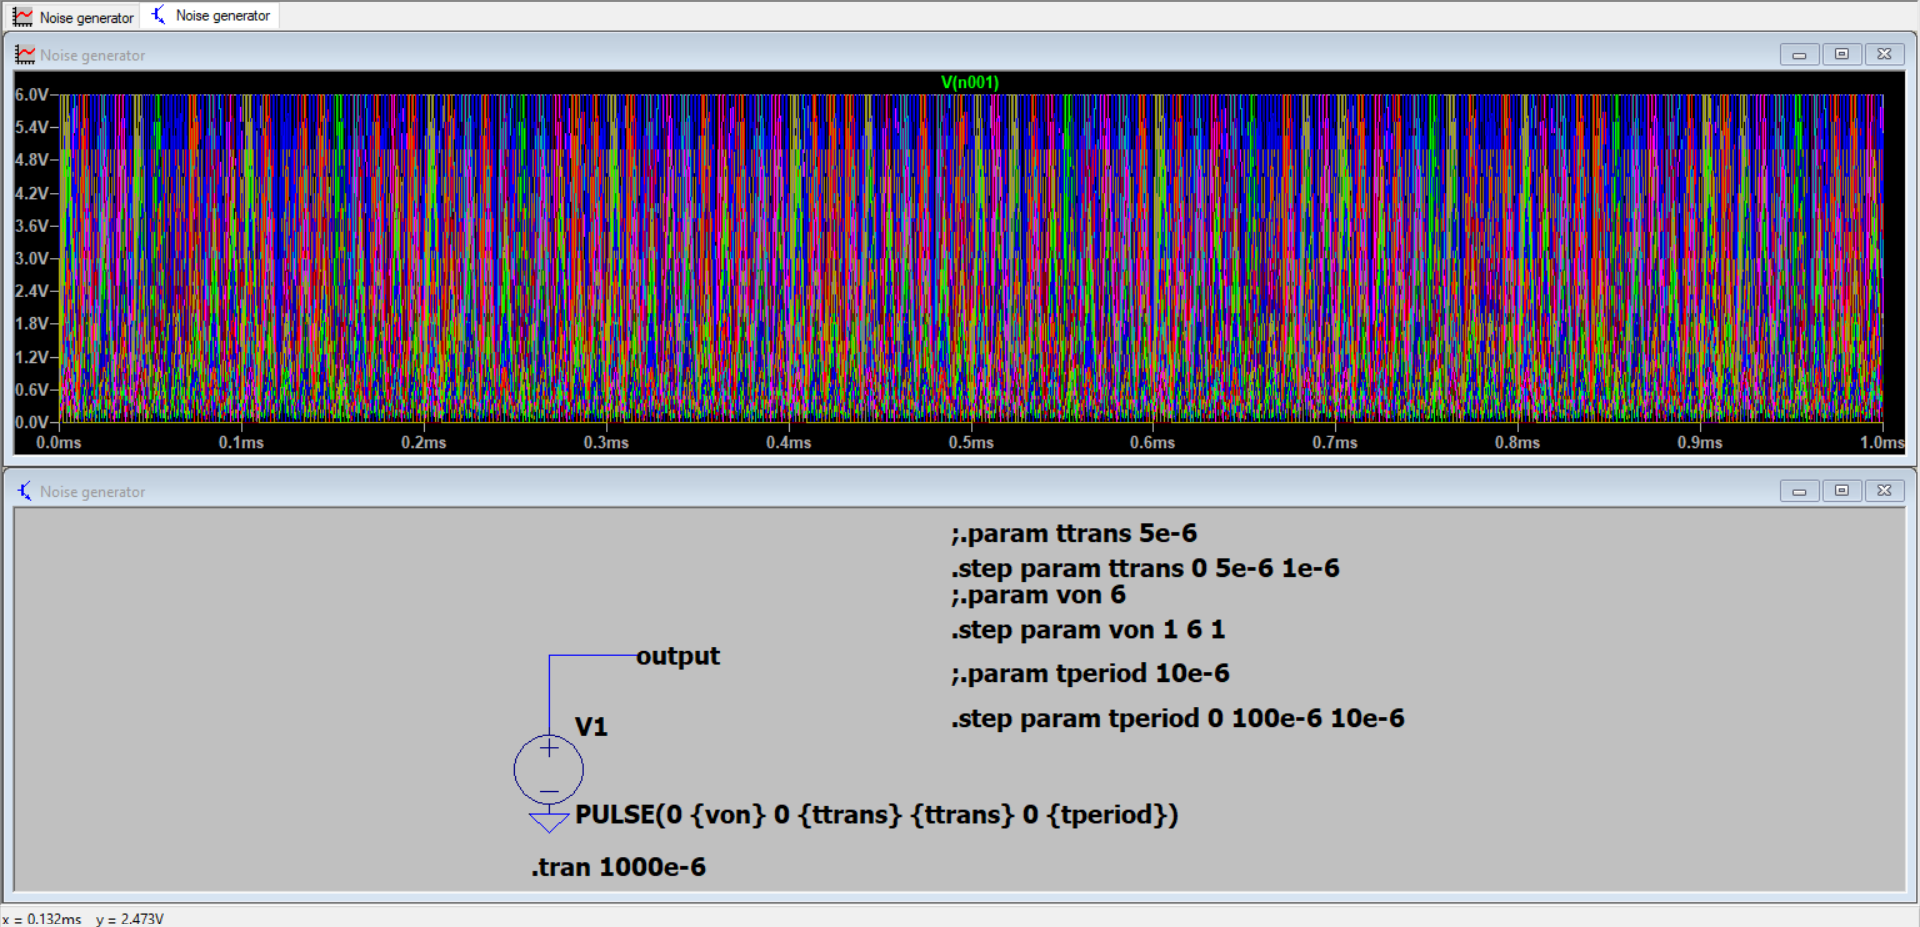 Noise generator
Noise generator
Noise generator
V(n001)
6.0V
5.4V
4.8V
4.2V
3.6V
3.0V
2.4V
1.8V
1.2V
0.6V
0.0V
0.0ms 0.1ms 0.2ms 0.3ms 0.4ms 0.5ms 0.6ms 0.7ms 0.8ms 0.9ms 1.0ms
Noise generator
;.param ttrans 5e-6
.step param ttrans 0 5e-6 1e-6
;.param von 6
.step param von 1 6 1
output
;.param tperiod 10e-6
.step param tperiod 0 100e-6 10e-6
V1
PULSE(0 {von} 0 {ttrans} {ttrans} 0 {tperiod})
.tran 1000e-6
x = 0.132ms y = 2.473V